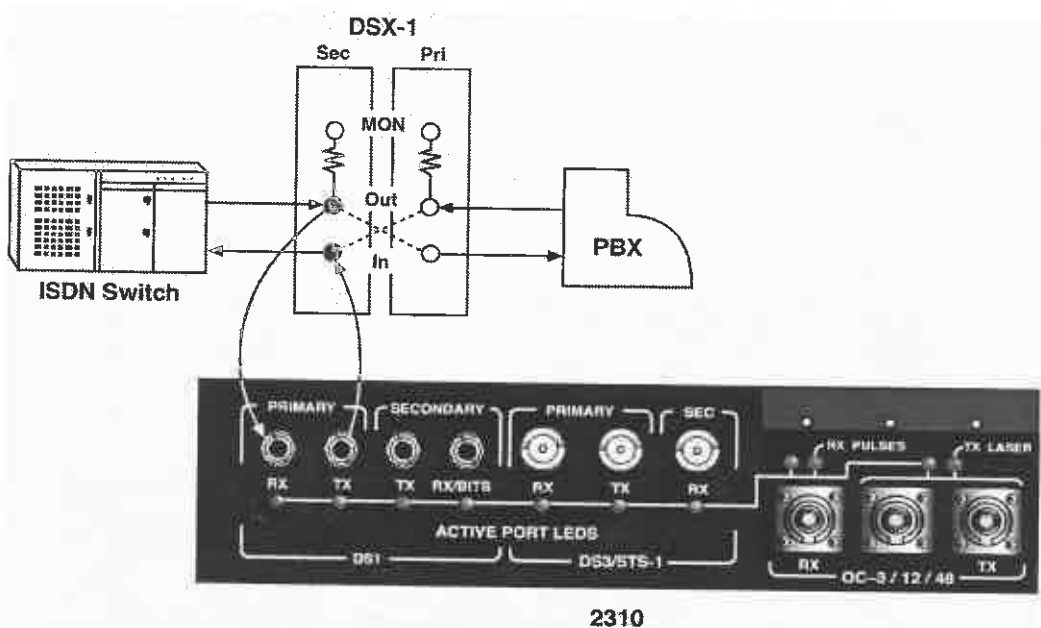 DSX-1
Sec Pri
MON
Out
In
ISDN Switch
PBX
PRIMARY SECONDARY PRIMARY SEC
RX PULSES TX LASER
RX TX TX RX/BITS RX TX RX
ACTIVE PORT LEDS
DS1 DS3/STS-1
RX TX
OC-3/12/48
2310